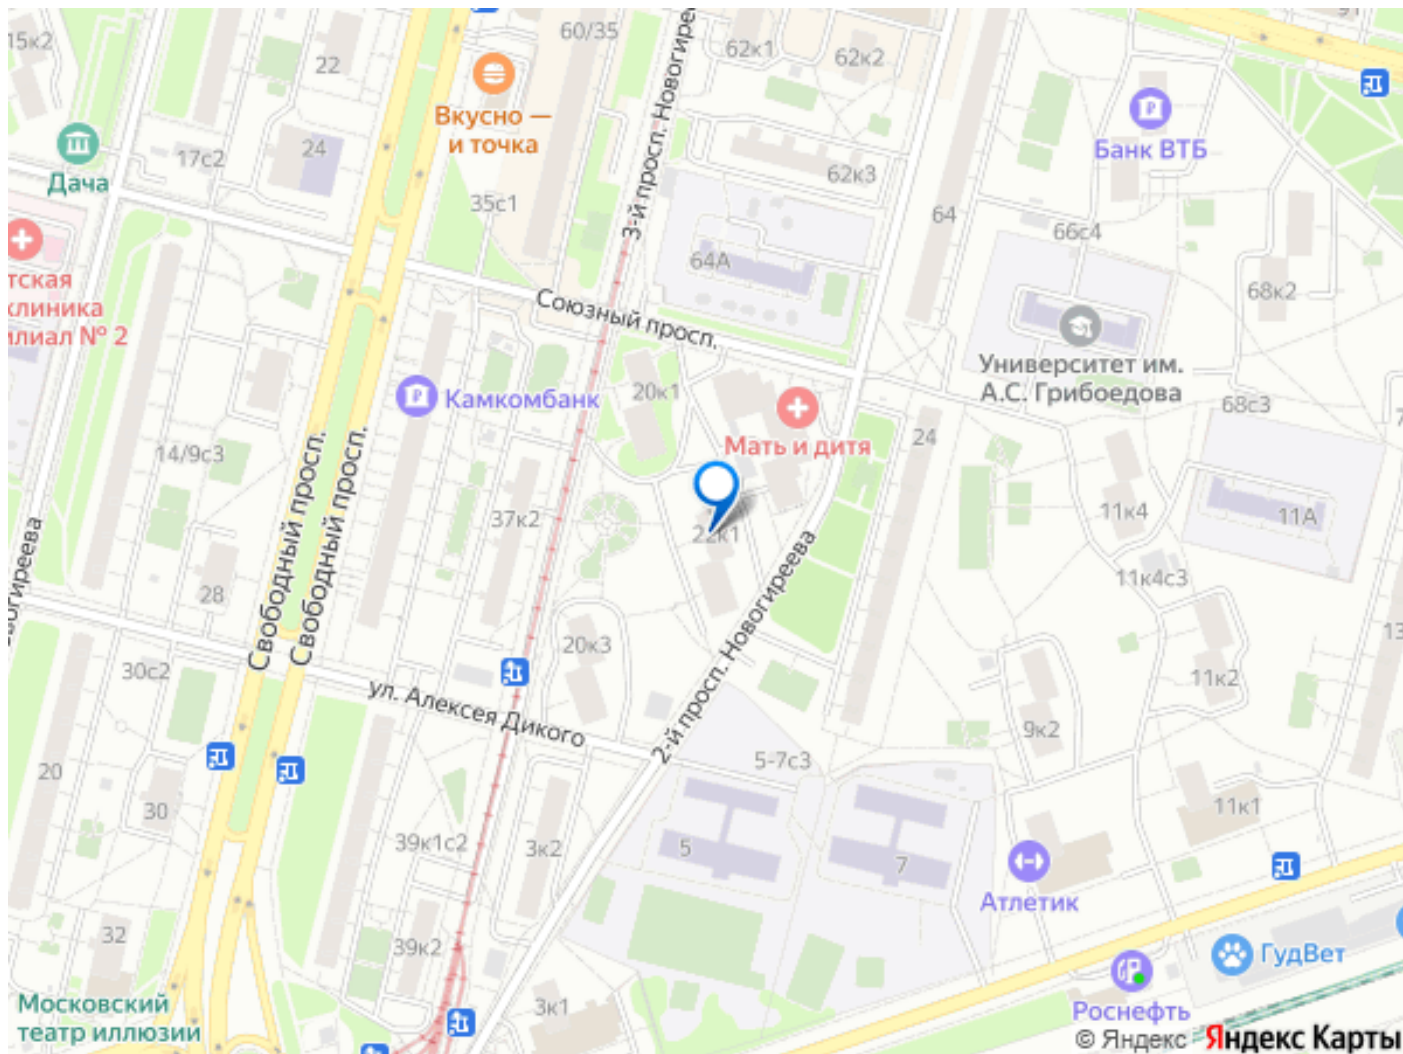 15к2
22
60/35
62к1
62к2
91
Вкусно —
и точка
Банк ВТБ
Дача
17с2
24
35с1
3-й просп. Новогирее
62к3
64
64А
66с4
68к2
тская
клиника
илиал № 2
Союзный просп.
Университет им.
А.С. Грибоедова
68с3
20к1
Камкомбанк
Мать и дитя
24
14/9с3
Свободный просп.
Свободный просп.
37к2
22к1
11к4
11А
11к4с3
28
2-й просп. Новогиреева
20к3
30с2
ул. Алексея Дикого
11к2
13
9к2
5-7с3
20
30
11к1
39к1с2
3к2
5
7
Атлетик
32
39к2
ГудВет
Роснефть
3к1
Московский
театр иллюзии
© Яндекс Яндекс Карты